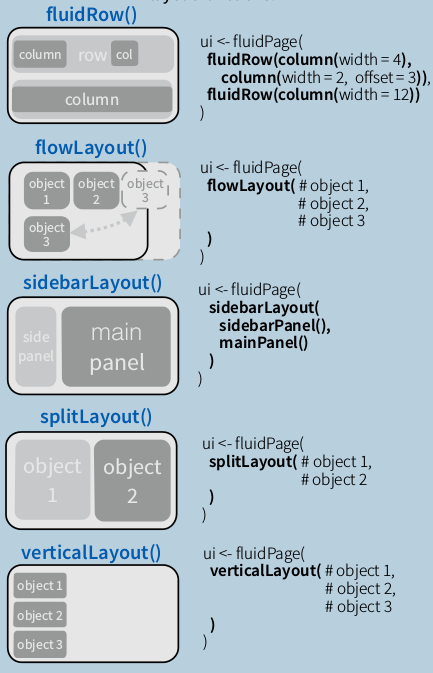 fluidRow()
column row col
column
ui <- fluidPage(
fluidRow(column(width = 4),
column(width = 2, offset = 3)),
fluidRow(column(width = 12))
)
flowLayout()
object 1
object 2
object 3
object 3
ui <- fluidPage(
flowLayout( # object 1,
# object 2,
# object 3
)
)
sidebarLayout()
side panel
main panel
ui <- fluidPage(
sidebarLayout(
sidebarPanel(),
mainPanel()
)
)
splitLayout()
object 1
object 2
ui <- fluidPage(
splitLayout( # object 1,
# object 2
)
)
verticalLayout()
object 1
object 2
object 3
ui <- fluidPage(
verticalLayout( # object 1,
# object 2,
# object 3
)
)